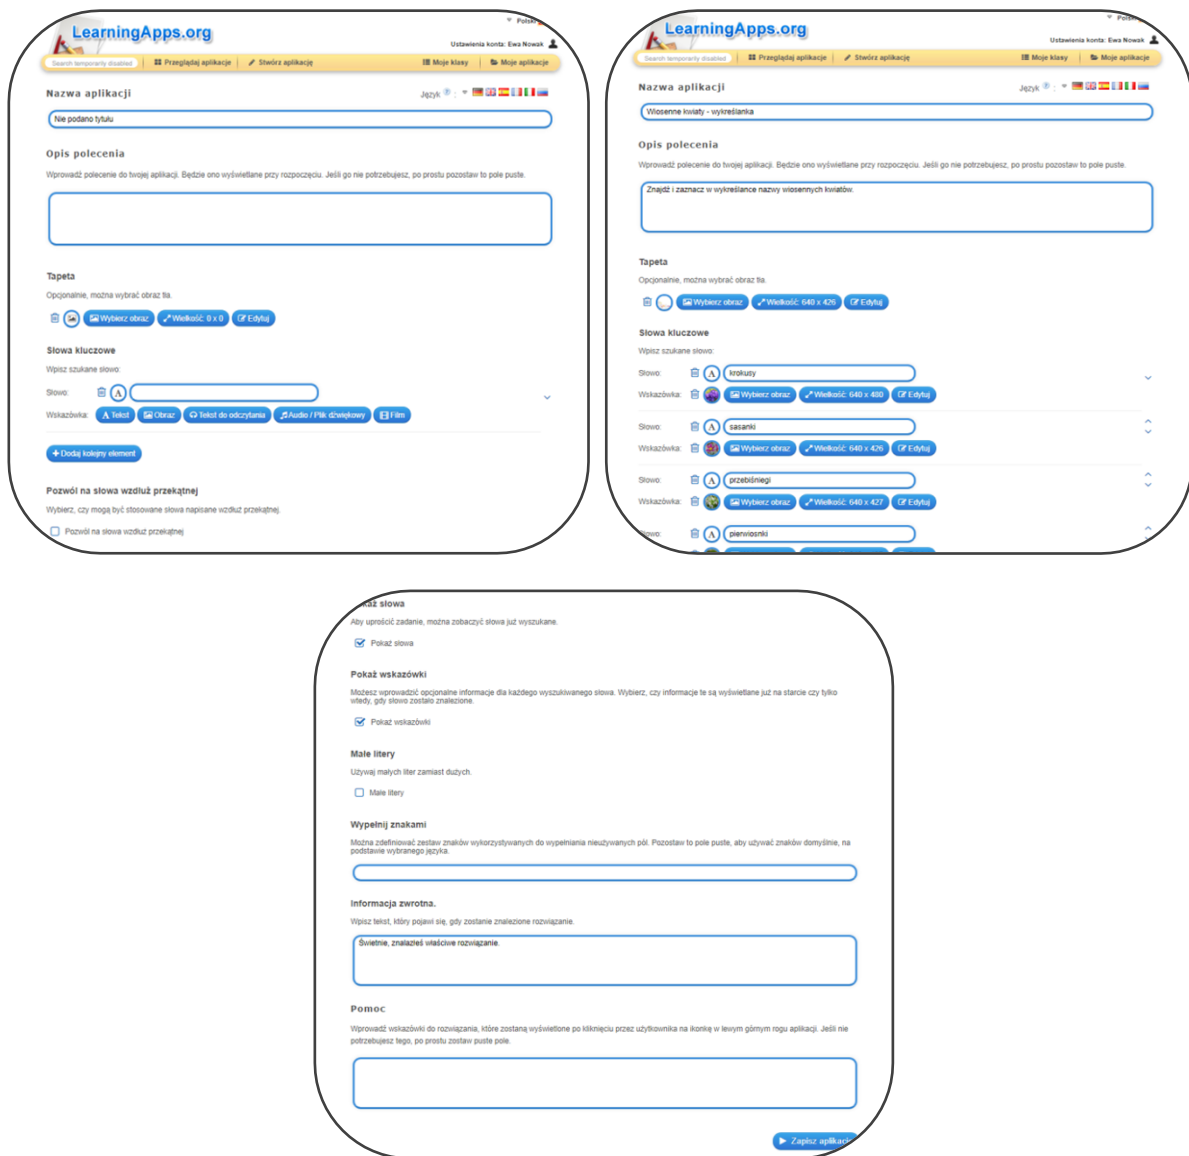 LearningApps.org
Polski
Ustawienia konta: Ewa Nowak
Search temporarily disabled
Przeglądaj aplikacje
Stwórz aplikację
Moje klasy
Moje aplikacje
Nazwa aplikacji
Język
Nie podano tytułu
Opis polecenia
Wprowadź polecenie do twojej aplikacji. Będzie ono wyświetlane przy rozpoczęciu. Jeśli go nie potrzebujesz, po prostu pozostaw to pole puste.
Tapeta
Opcjonalnie, można wybrać obraz tła.
Wybierz obraz Wielkość: 0 x 0 Edytuj
Słowa kluczowe
Wpisz szukane słowo:
Słowo: A
Wskazówka: A Tekst Obraz Tekst do odczytania Audio / Plik dźwiękowy Film
+ Dodaj kolejny element
Pozwól na słowa wzdłuż przekątnej
Wybierz, czy mogą być stosowane słowa napisane wzdłuż przekątnej.
Pozwól na słowa wzdłuż przekątnej
LearningApps.org
Ustawienia konta: Ewa Nowak
Search temporarily disabled
Przeglądaj aplikacje
Stwórz aplikację
Moje klasy
Moje aplikacje
Nazwa aplikacji
Język
Wiosenne kwiaty - wykreślanka
Opis polecenia
Wprowadź polecenie do twojej aplikacji. Będzie ono wyświetlane przy rozpoczęciu. Jeśli go nie potrzebujesz, po prostu pozostaw to pole puste.
Znajdź i zaznacz w wykreślance nazwy wiosennych kwiatów.
Tapeta
Opcjonalnie, można wybrać obraz tła.
Wybierz obraz Wielkość: 640 x 426 Edytuj
Słowa kluczowe
Wpisz szukane słowo:
Słowo: A krokusy
Wskazówka: Wybierz obraz Wielkość: 640 x 480 Edytuj
Słowo: A sasanki
Wskazówka: Wybierz obraz Wielkość: 640 x 426 Edytuj
Słowo: A przebiśniegi
Wskazówka: Wybierz obraz Wielkość: 640 x 427 Edytuj
Słowo: A pierwiosnki
Pokaż słowa
Aby uprościć zadanie, można zobaczyć słowa już wyszukane.
Pokaż słowa
Pokaż wskazówki
Możesz wprowadzić opcjonalne informacje dla każdego wyszukiwanego słowa. Wybierz, czy informacje te są wyświetlane już na starcie czy tylko
wtedy, gdy słowo zostało znalezione.
Pokaż wskazówki
Małe litery
Używaj małych liter zamiast dużych.
Małe litery
Wypełnij znakami
Można zdefiniować zestaw znaków wykorzystywanych do wypełniania nieużywanych pól. Pozostaw to pole puste, aby używać znaków domyślnie, na
podstawie wybranego języka.
Informacja zwrotna.
Wpisz tekst, który pojawi się, gdy zostanie znalezione rozwiązanie.
Świetnie, znalazłeś właściwe rozwiązanie.
Pomoc
Wprowadź wskazówki do rozwiązania, które zostaną wyświetlone po kliknięciu przez użytkownika na ikonkę w lewym górnym rogu aplikacji. Jeśli nie
potrzebujesz tego, po prostu zostaw puste pole.
Zapisz aplikację